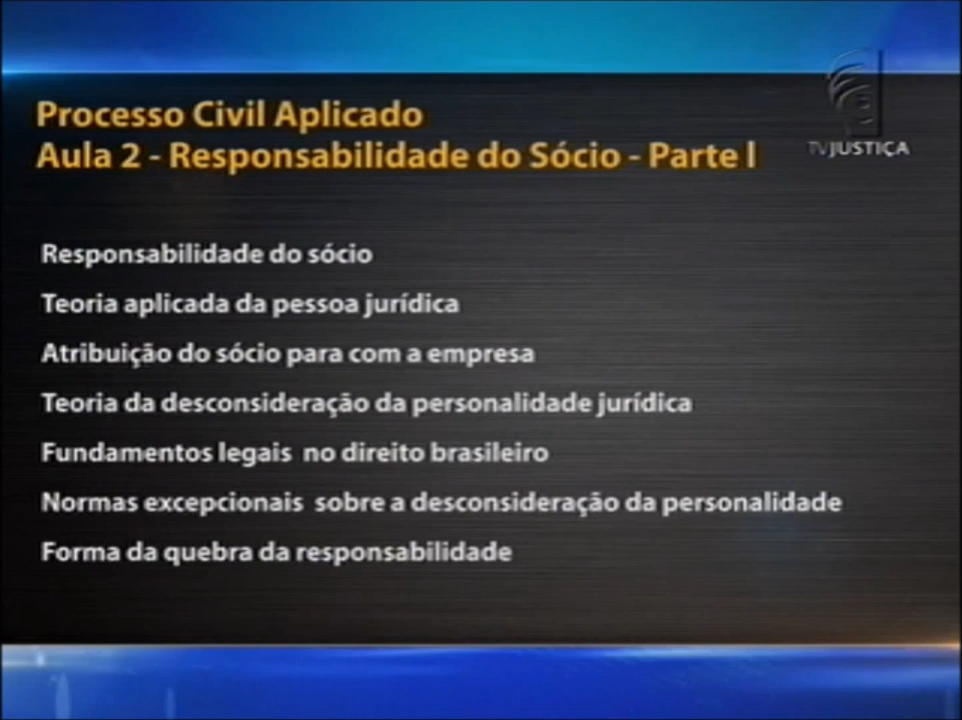 Processo Civil Aplicado
Aula 2 - Responsabilidade do Sócio - Parte I
TVJUSTIÇA
Responsabilidade do sócio
Teoria aplicada da pessoa jurídica
Atribuição do sócio para com a empresa
Teoria da desconsideração da personalidade jurídica
Fundamentos legais no direito brasileiro
Normas excepcionais sobre a desconsideração da personalidade
Forma da quebra da responsabilidade